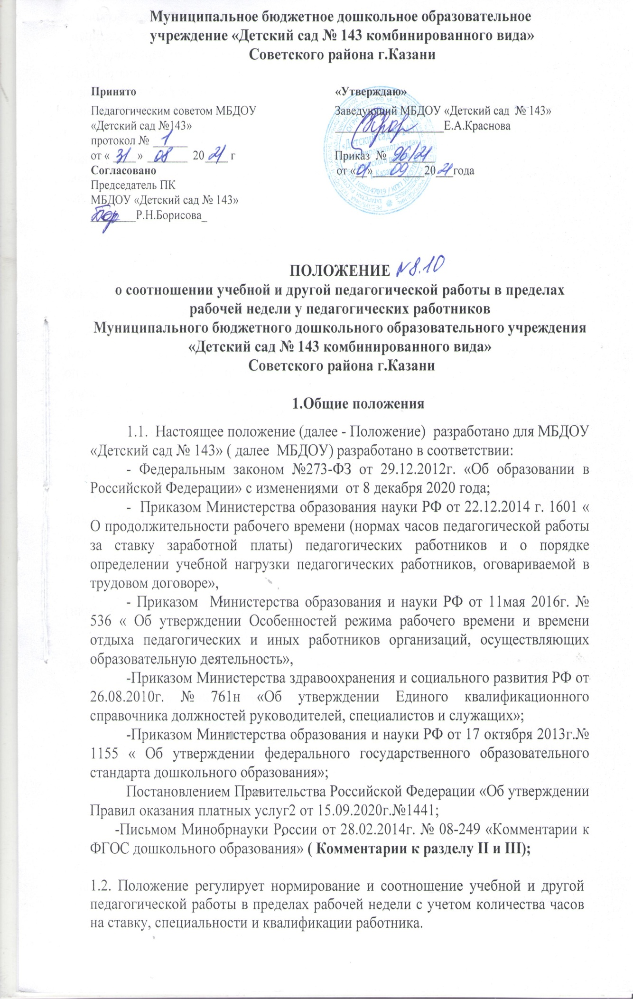 Муниципальное бюджетное дошкольное образовательное
учреждение «Детский сад № 143 комбинированного вида»
Советского района г.Казани
Принято
Педагогическим советом МБДОУ
«Детский сад №143»
протокол № 1
от « 31 » 08 20 21 г
Согласовано
Председатель ПК
МБДОУ «Детский сад № 143»
________Р.Н.Борисова_
«Утверждаю»
Заведующий МБДОУ «Детский сад № 143»
________________Е.А.Краснова
Приказ № 96/21
от «01» 09 20 21 года
ПОЛОЖЕНИЕ N 8.10
о соотношении учебной и другой педагогической работы в пределах
рабочей недели у педагогических работников
Муниципального бюджетного дошкольного образовательного учреждения
«Детский сад № 143 комбинированного вида»
Советского района г.Казани
1.Общие положения
1.1. Настоящее положение (далее - Положение) разработано для МБДОУ
«Детский сад № 143» ( далее МБДОУ) разработано в соответствии:
- Федеральным законом №273-ФЗ от 29.12.2012г. «Об образовании в
Российской Федерации» с изменениями от 8 декабря 2020 года;
- Приказом Министерства образования науки РФ от 22.12.2014 г. 1601 «
О продолжительности рабочего времени (нормах часов педагогической работы
за ставку заработной платы) педагогических работников и о порядке
определении учебной нагрузки педагогических работников, оговариваемой в
трудовом договоре»,
- Приказом Министерства образования и науки РФ от 11мая 2016г. №
536 « Об утверждении Особенностей режима рабочего времени и времени
отдыха педагогических и иных работников организаций, осуществляющих
образовательную деятельность»,
-Приказом Министерства здравоохранения и социального развития РФ от
26.08.2010г. № 761н «Об утверждении Единого квалификационного
справочника должностей руководителей, специалистов и служащих»;
-Приказом Министерства образования и науки РФ от 17 октября 2013г.№
1155 « Об утверждении федерального государственного образовательного
стандарта дошкольного образования»;
Постановлением Правительства Российской Федерации «Об утверждении
Правил оказания платных услуг2 от 15.09.2020г.№1441;
-Письмом Минобрнауки России от 28.02.2014г. № 08-249 «Комментарии к
ФГОС дошкольного образования» ( Комментарии к разделу II и III);
1.2. Положение регулирует нормирование и соотношение учебной и другой
педагогической работы в пределах рабочей недели с учетом количества часов
на ставку, специальности и квалификации работника.